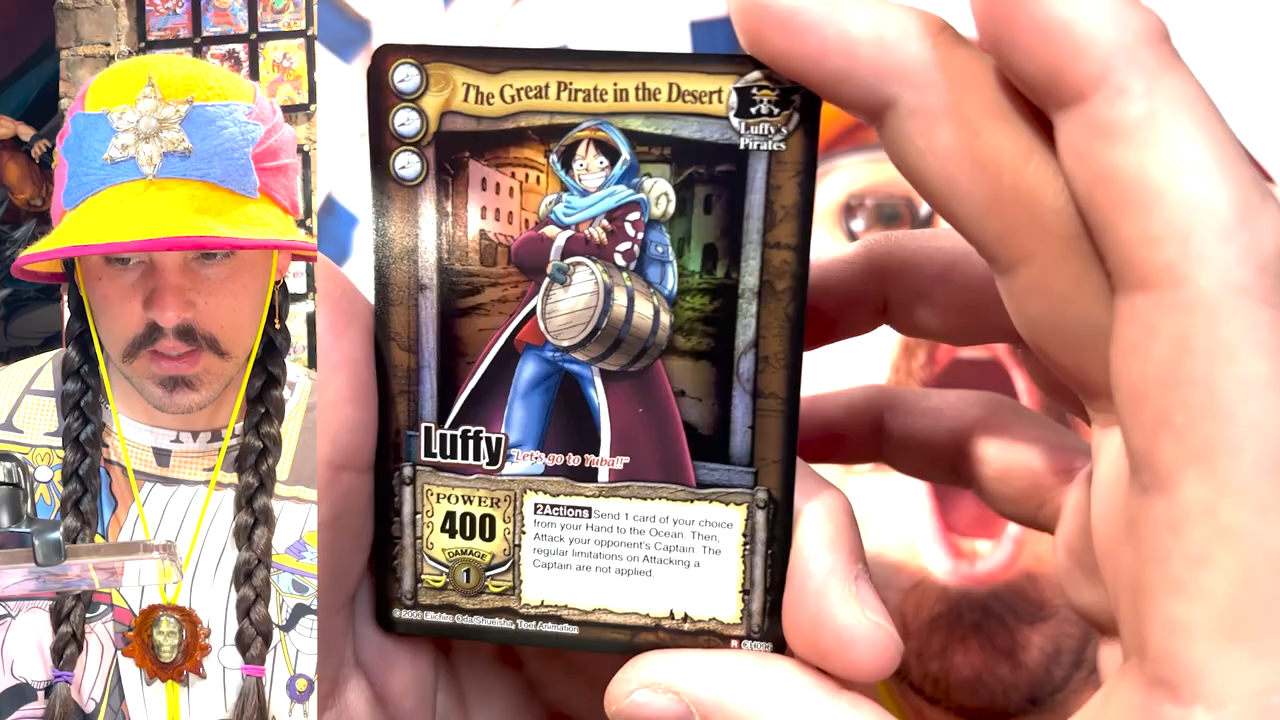 The Great Pirate in the Desert
Luffy's
Pirates
Luffy
"Let's go to Yuba!!"
POWER
400
DAMAGE
1
2Actions Send 1 card of your choice
from your Hand to the Ocean. Then,
Attack your opponent's Captain. The
regular limitations on Attacking a
Captain are not applied.
© 2006 Eiichiro Oda/Shueisha, Toei Animation
R